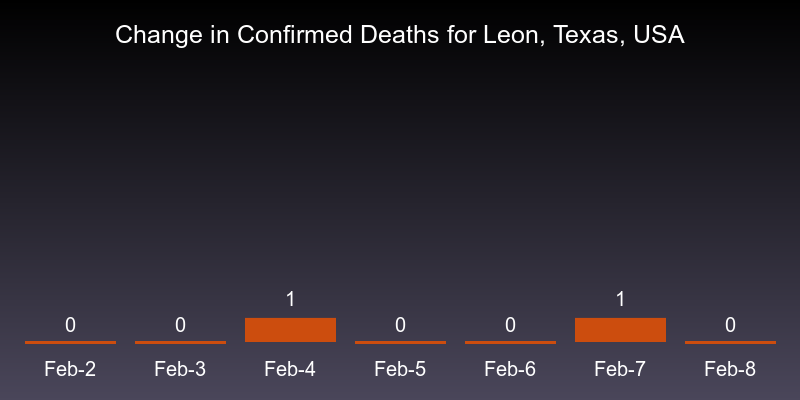 Change in Confirmed Deaths for Leon, Texas, USA
0 0 1 0 0 1 0
Feb-2 Feb-3 Feb-4 Feb-5 Feb-6 Feb-7 Feb-8